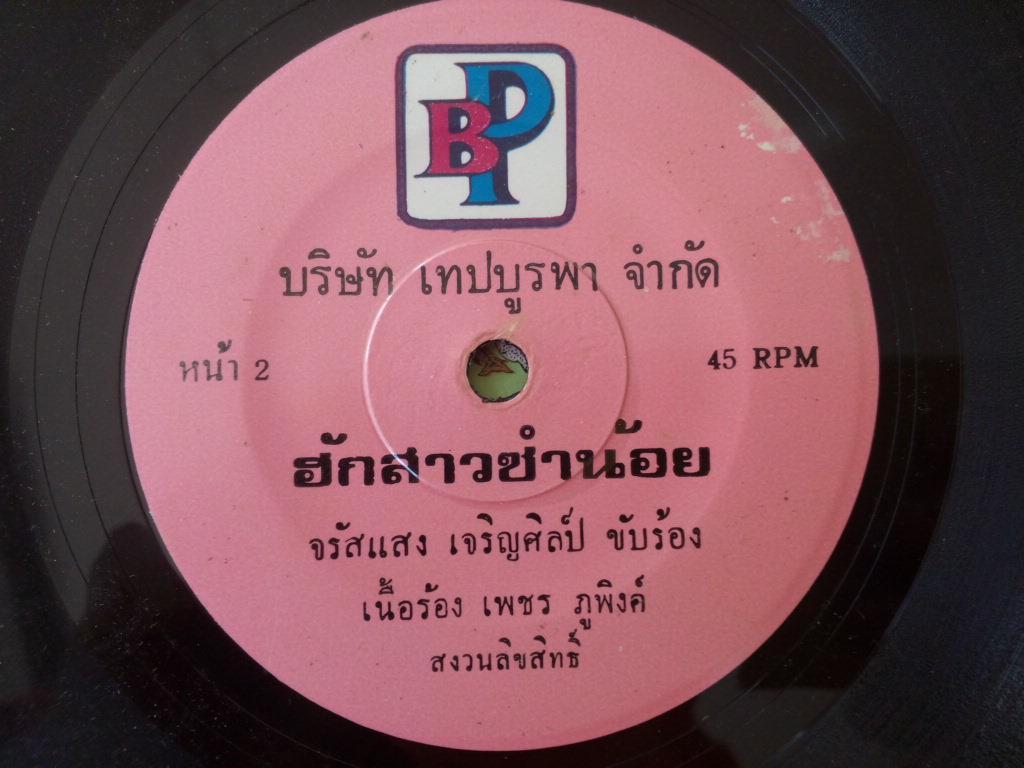 BP
บริษัท เทปบูรพา จำกัด
หน้า 2
45 RPM
ฮักสาวซำน้อย
จรัสแสง เจริญศิลป์ ขับร้อง
เนื้อร้อง เพชร ภูพิงค์
สงวนลิขสิทธิ์